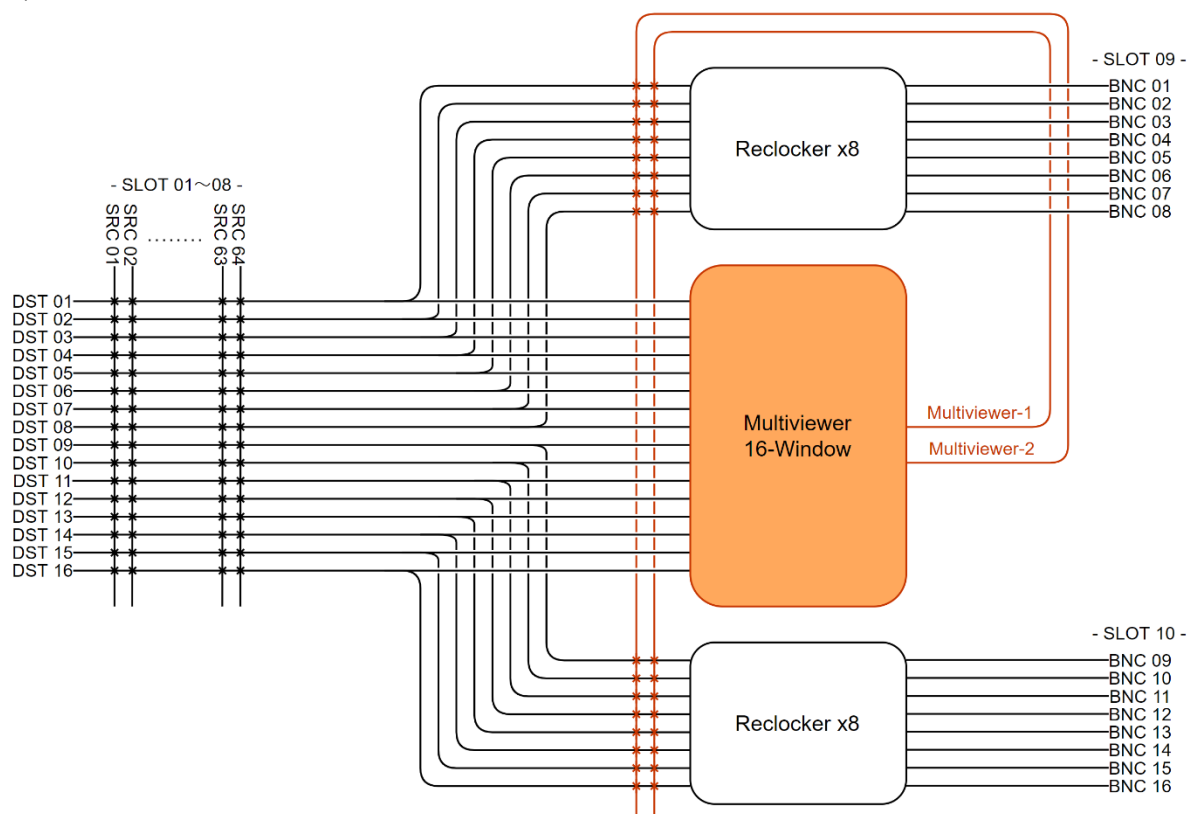 - SLOT 09 -
BNC 01
BNC 02
BNC 03
BNC 04
BNC 05
BNC 06
BNC 07
BNC 08
Reclocker x8
- SLOT 01～08 -
SRC 01
SRC 02
........
SRC 63
SRC 64
DST 01
DST 02
DST 03
DST 04
DST 05
DST 06
DST 07
DST 08
DST 09
DST 10
DST 11
DST 12
DST 13
DST 14
DST 15
DST 16
Multiviewer
16-Window
Multiviewer-1
Multiviewer-2
- SLOT 10 -
BNC 09
BNC 10
BNC 11
BNC 12
BNC 13
BNC 14
BNC 15
BNC 16
Reclocker x8